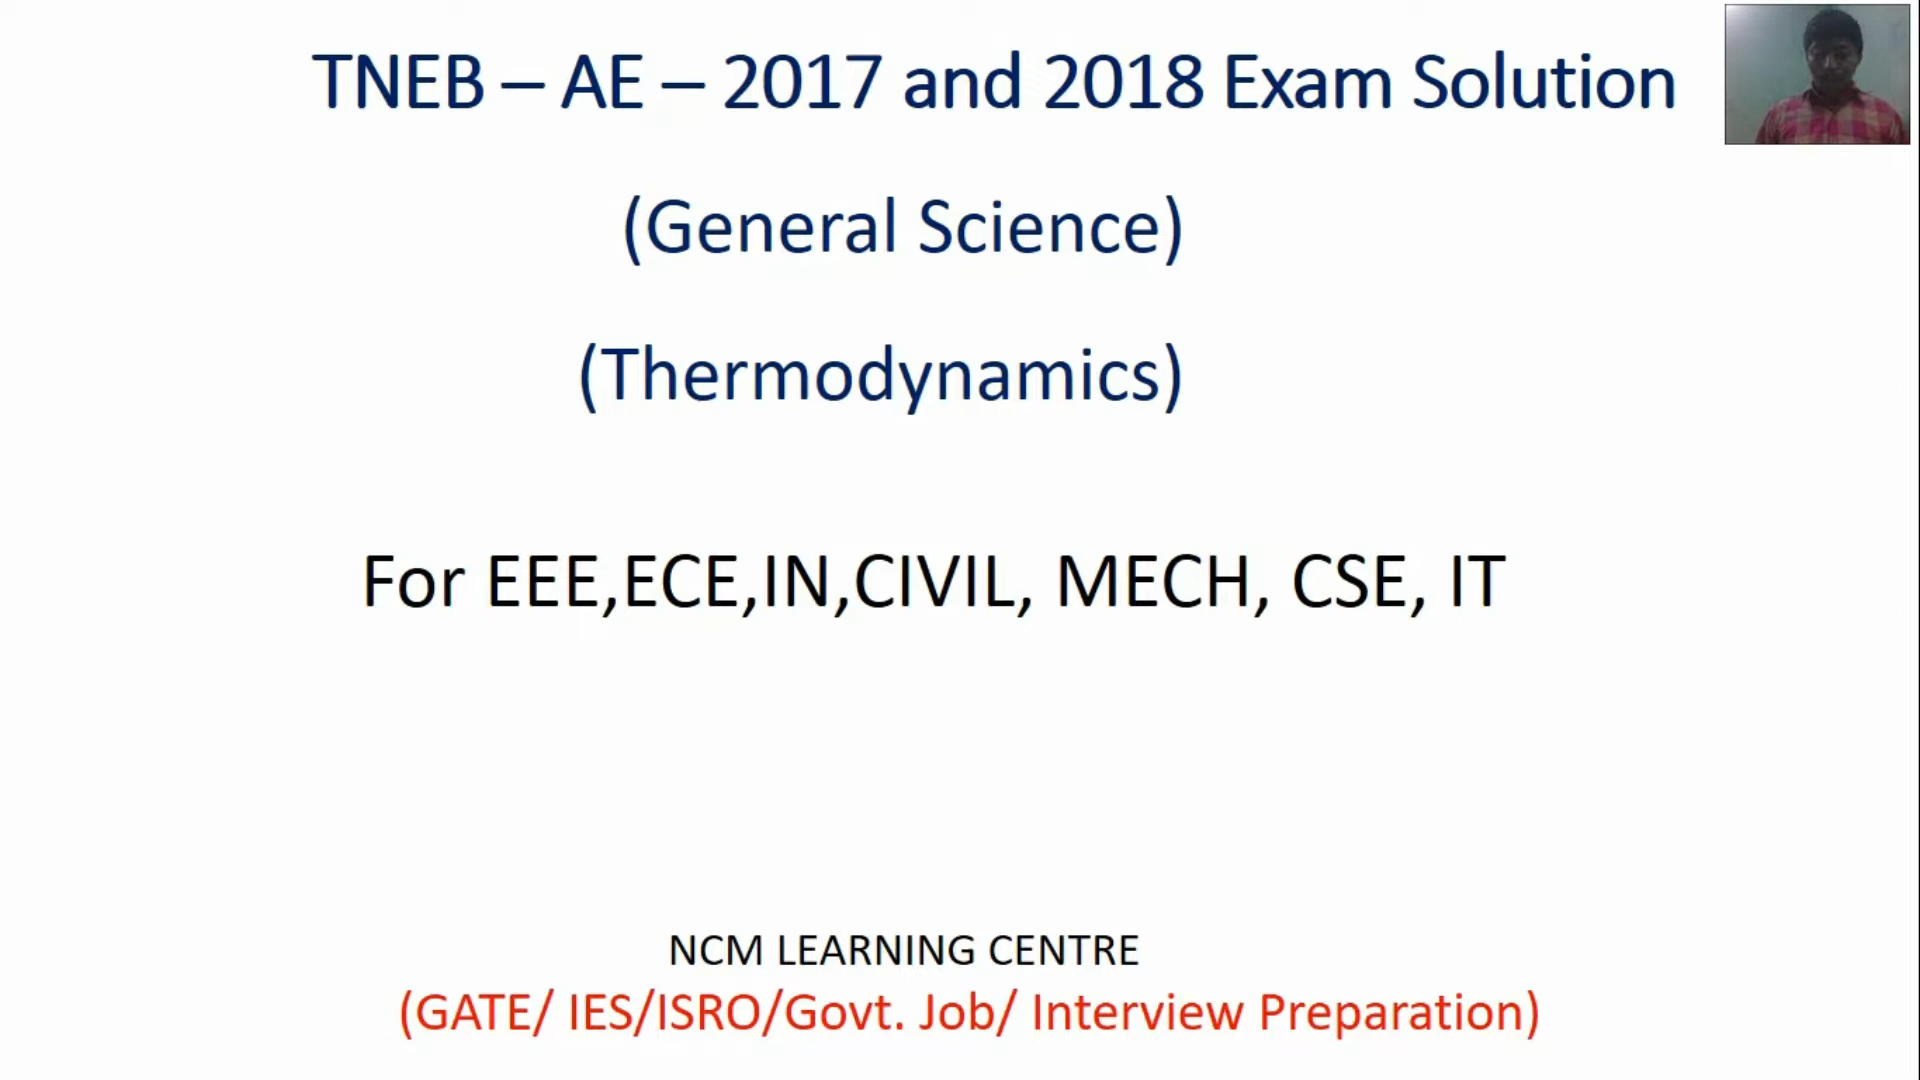 TNEB – AE – 2017 and 2018 Exam Solution
(General Science)
(Thermodynamics)
For EEE,ECE,IN,CIVIL, MECH, CSE, IT
NCM LEARNING CENTRE
(GATE/ IES/ISRO/Govt. Job/ Interview Preparation)